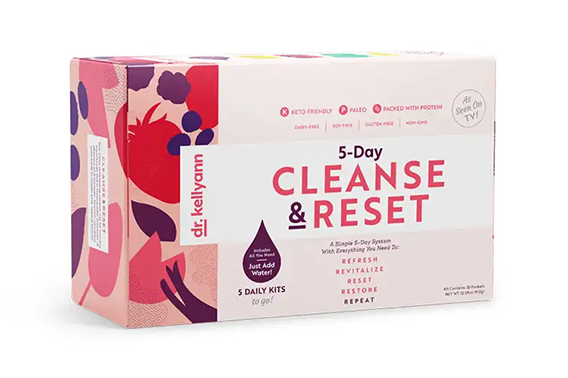 KETO FRIENDLY
PALEO
PACKED WITH PROTEIN
DAIRY-FREE
SOY FREE
GLUTEN FREE
NON-GMO
As
Seen On
TV!
dr. kellyann
5-Day
CLEANSE
& RESET
A Simple 5-Day System
With Everything You Need To:
REFRESH
REVITALIZE
RESET
RESTORE
REPEAT
Includes
All You Need
Just Add
Water!
5 DAILY KITS
to go!
CLEANSE & RESET